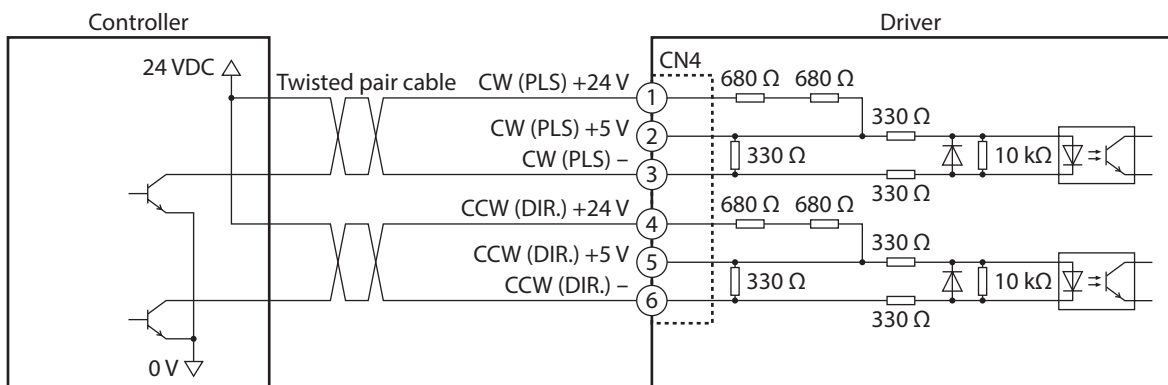 Controller
Driver
24 VDC
Twisted pair cable
CW (PLS) +24 V
CN4
680 Ω 680 Ω
1
330 Ω
CW (PLS) +5 V
2
CW (PLS) –
330 Ω
10 kΩ
3
330 Ω
CCW (DIR.) +24 V
680 Ω 680 Ω
4
330 Ω
CCW (DIR.) +5 V
5
330 Ω
10 kΩ
CCW (DIR.) –
6
330 Ω
0 V